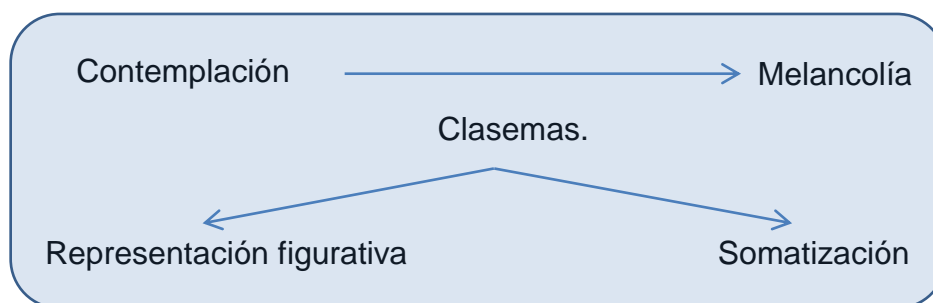 Contemplación Melancolía
Clasemas.
Representación figurativa Somatización